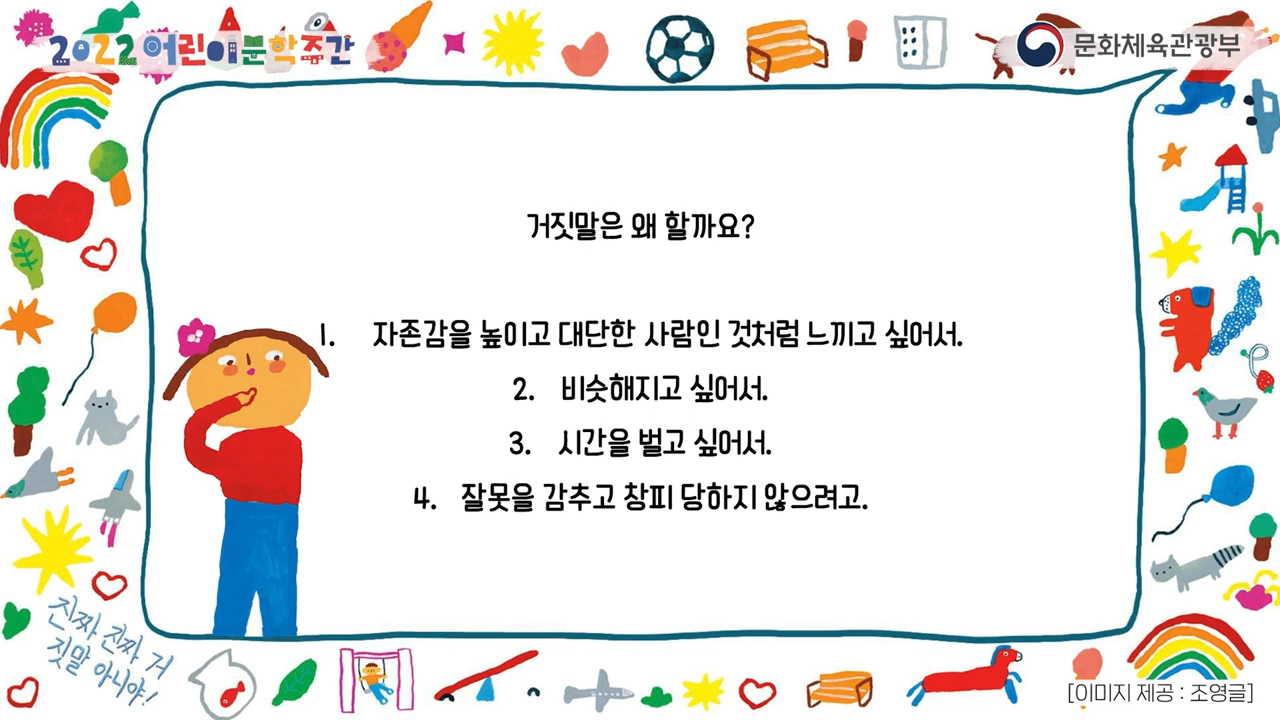 2022 어린이문학주간
문화체육관광부
거짓말은 왜 할까요?
1. 자존감을 높이고 대단한 사람인 것처럼 느끼고 싶어서.
2. 비슷해지고 싶어서.
3. 시간을 벌고 싶어서.
4. 잘못을 감추고 창피 당하지 않으려고.
진짜 진짜 거
짓말 아니야!
[이미지 제공 : 조영글]